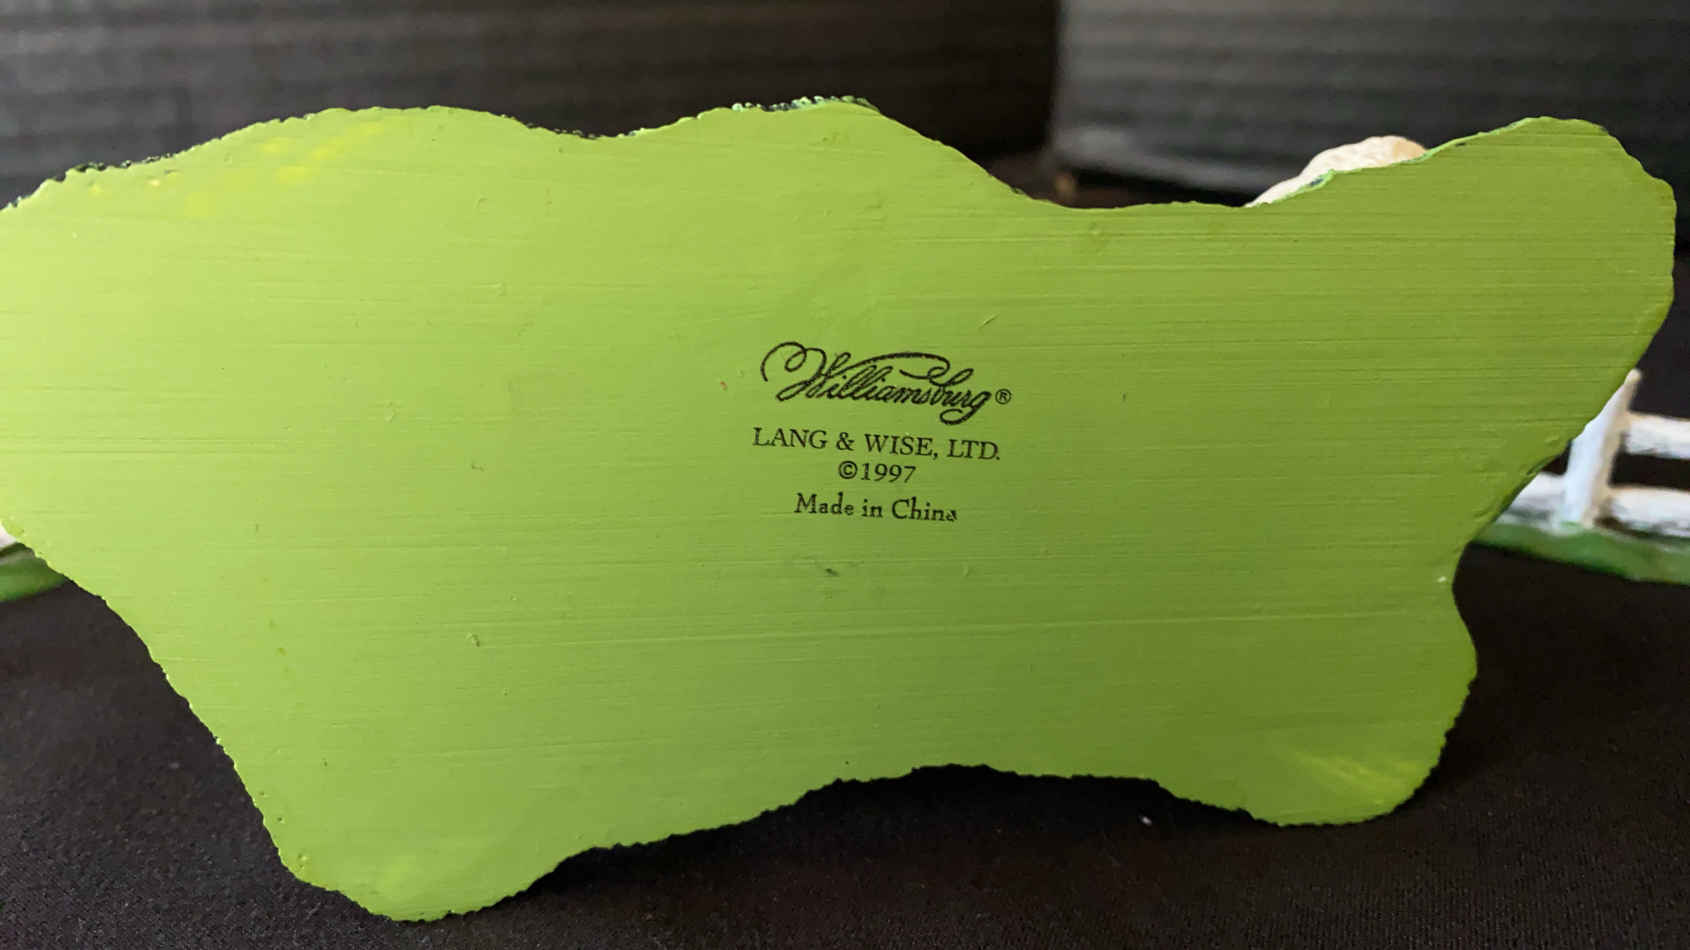 Williamsburg®
LANG & WISE, LTD.
©1997
Made in China